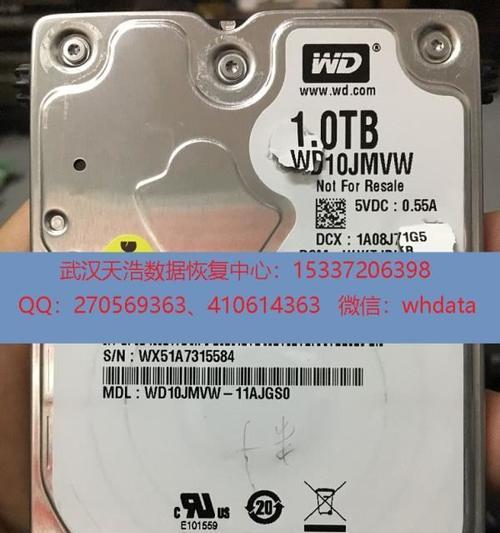 WD®
www.wd.com
1.0TB
WD10JMVW
Not For Resale
5VDC : 0.55A
DCX : 1A08J71G5
武汉天浩数据恢复中心：15337206398
QQ：270569363、410614363 微信：whdata
S/N : WX51A7315584
MDL : WD10JMVW-11AJGS0
C US
20
E101559